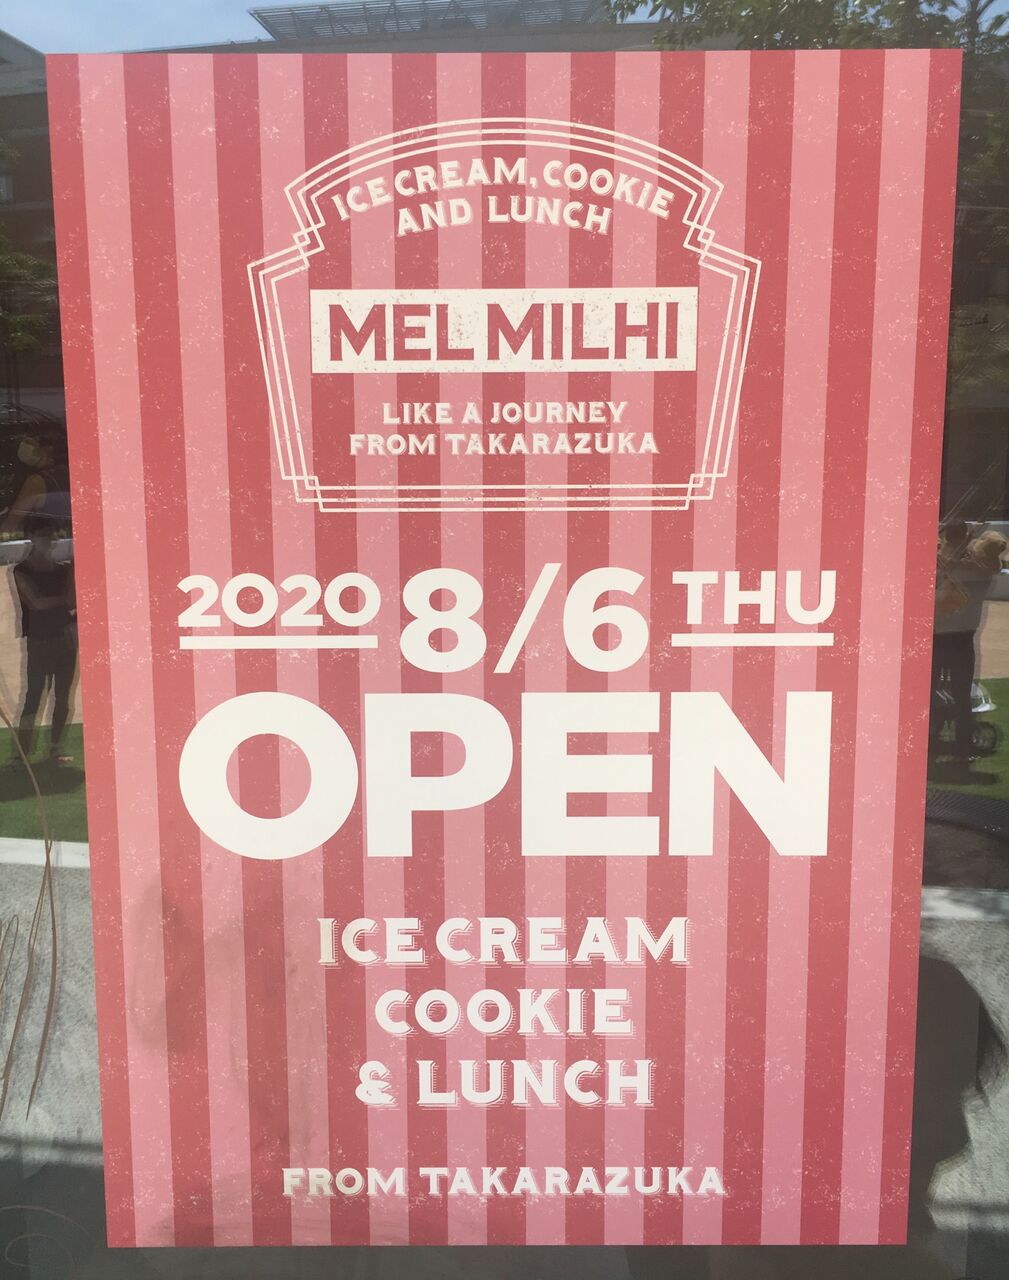 ICE CREAM, COOKIE
AND LUNCH
MEL MILHI
LIKE A JOURNEY
FROM TAKARAZUKA
2020 8/6 THU
OPEN
ICE CREAM
COOKIE
& LUNCH
FROM TAKARAZUKA